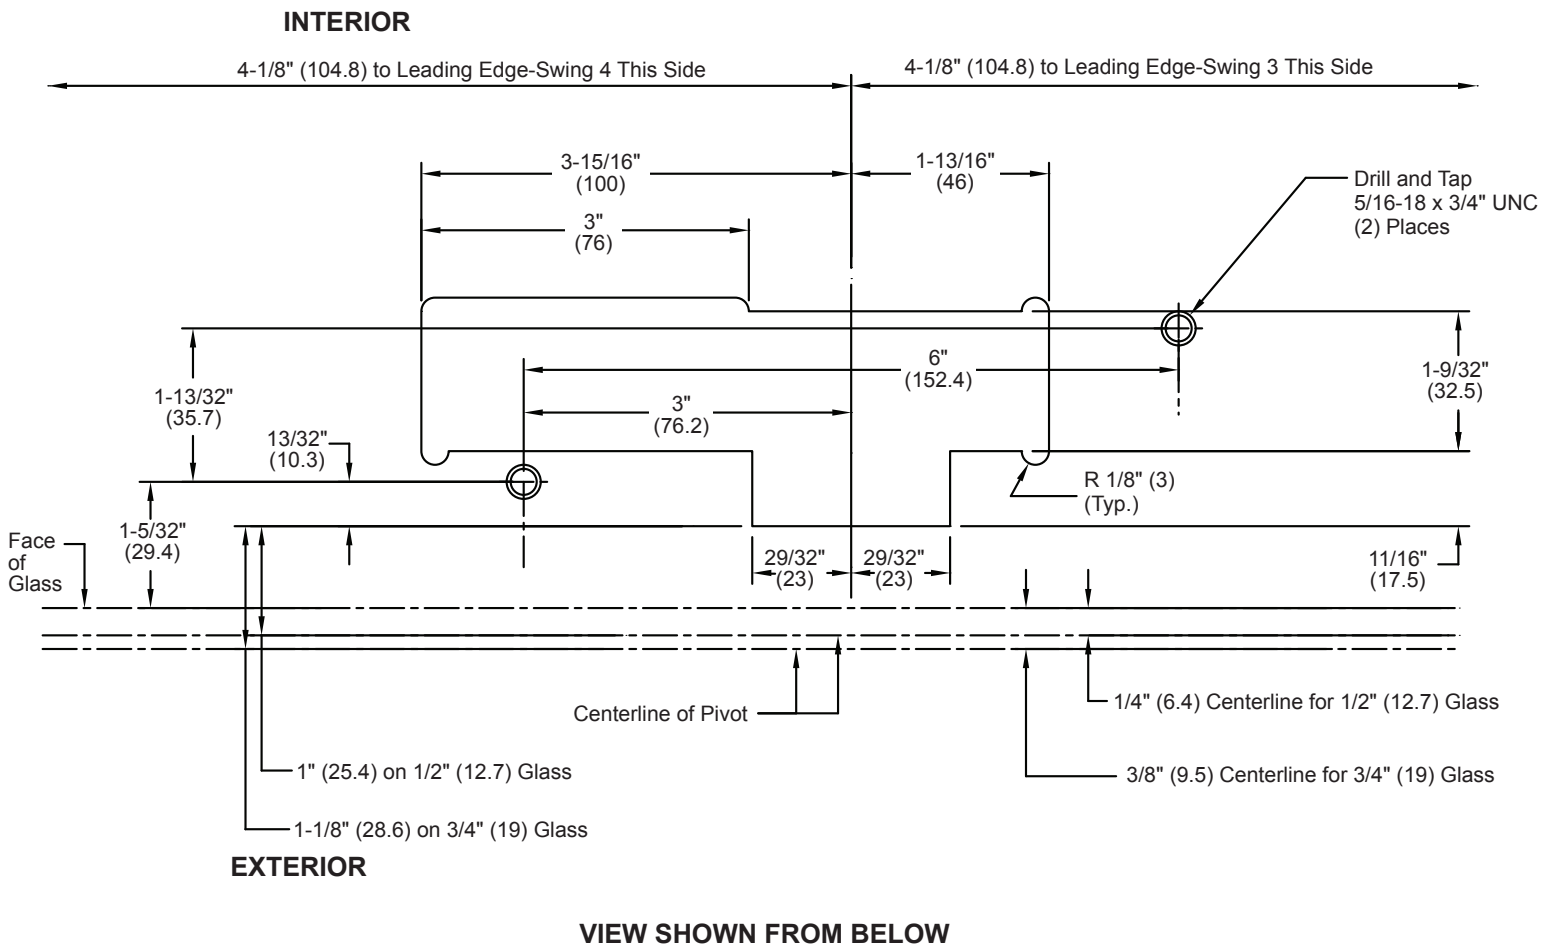 INTERIOR
4-1/8" (104.8) to Leading Edge-Swing 4 This Side
4-1/8" (104.8) to Leading Edge-Swing 3 This Side
3-15/16"
(100)
1-13/16"
(46)
Drill and Tap
5/16-18 x 3/4" UNC
(2) Places
3"
(76)
6"
(152.4)
1-9/32"
(32.5)
1-13/32"
(35.7)
3"
(76.2)
13/32"
(10.3)
R 1/8" (3)
(Typ.)
1-5/32"
(29.4)
Face
of
Glass
29/32"
(23)
29/32"
(23)
11/16"
(17.5)
Centerline of Pivot
1/4" (6.4) Centerline for 1/2" (12.7) Glass
1" (25.4) on 1/2" (12.7) Glass
3/8" (9.5) Centerline for 3/4" (19) Glass
1-1/8" (28.6) on 3/4" (19) Glass
EXTERIOR
VIEW SHOWN FROM BELOW